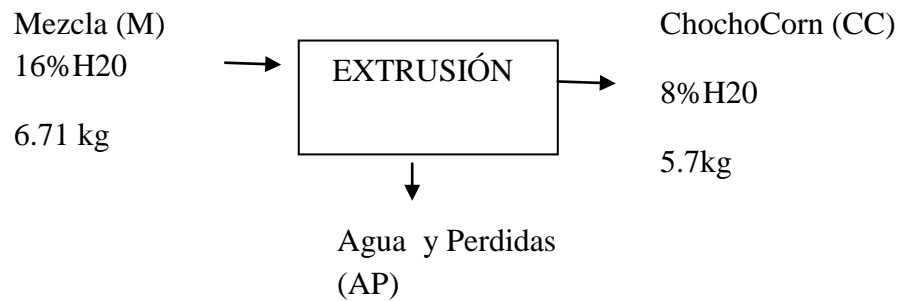 Mezcla (M)
16%H20
6.71 kg
EXTRUSIÓN
ChochoCorn (CC)
8%H20
5.7kg
Agua y Perdidas
(AP)